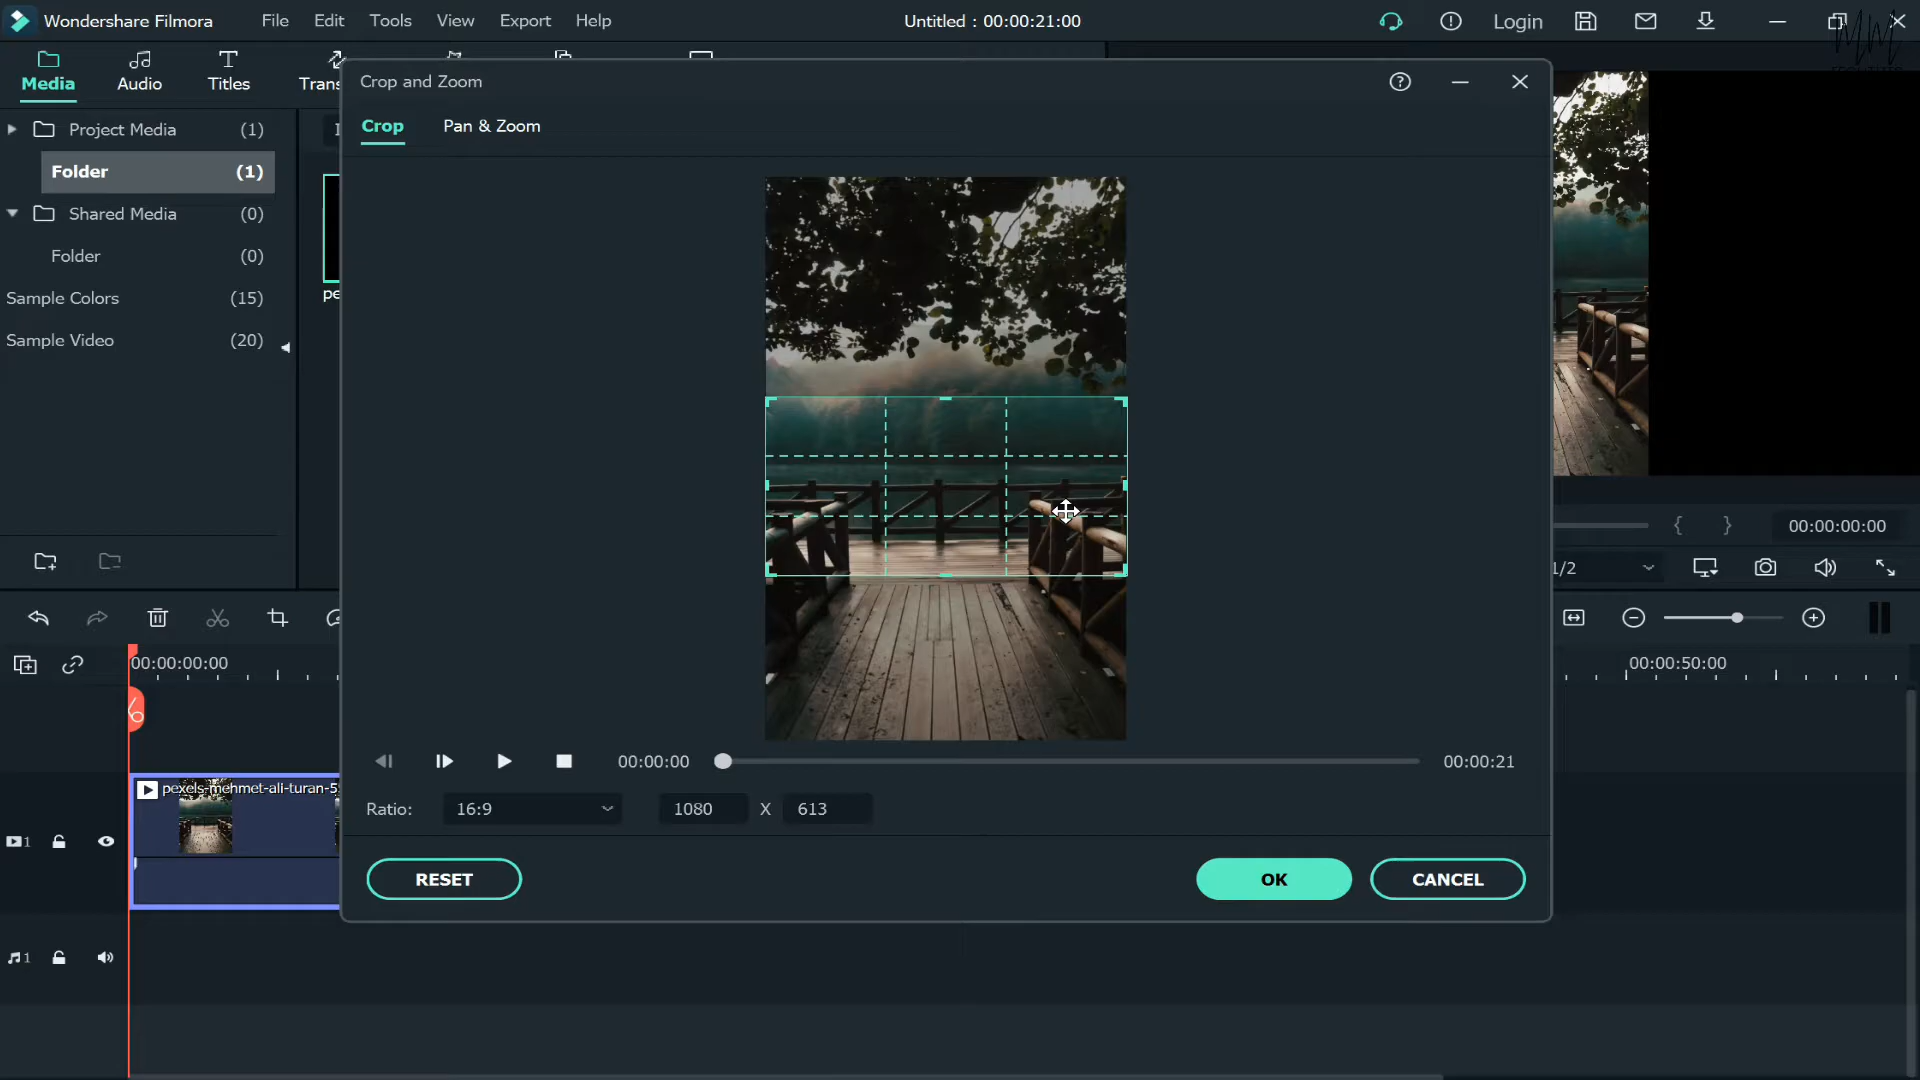 Wondershare Filmora
File
Edit
Tools
View
Export
Help
Untitled : 00:00:21:00
Login
Media
Audio
Titles
Crop and Zoom
Crop
Pan & Zoom
Project Media (1)
Folder (1)
Shared Media (0)
Folder (0)
Sample Colors (15)
Sample Video (20)
{ }
00:00:00:00
1/2
00:00:00:00
00:00:50:00
00:00:00
00:00:21
pexels-mehmet-ali-turan-5
Ratio:
16:9
1080
X
613
1
RESET
OK
CANCEL
1